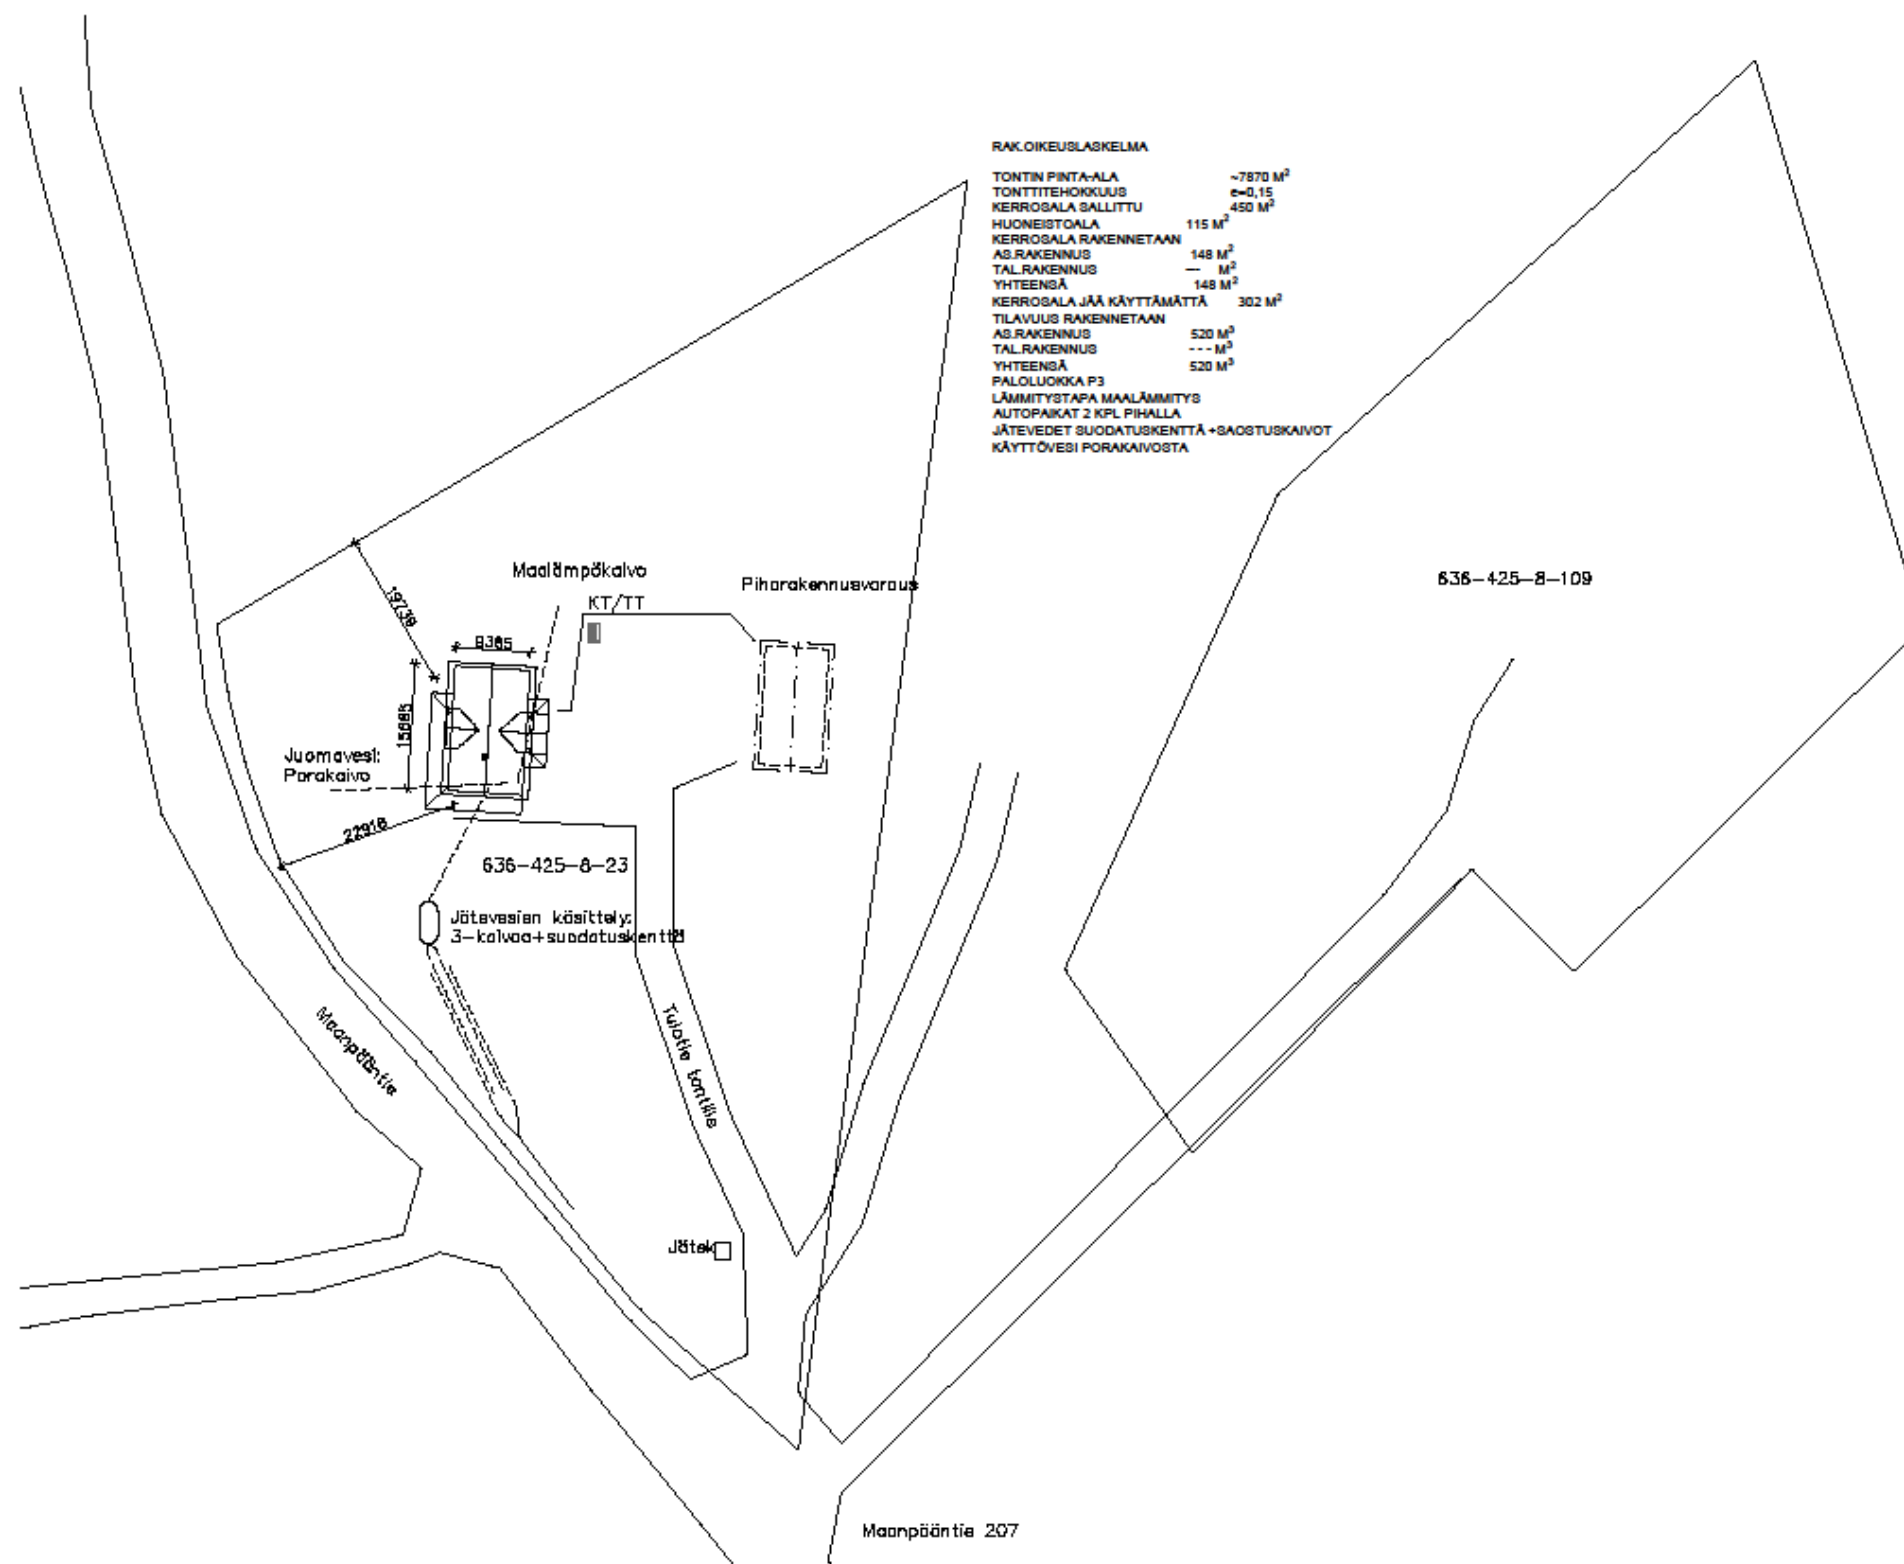 RAK.OIKEUSLASKELMA
TONTIN PINTA-ALA ~7870 M²
TONTTITEHOKKUUS e=0,15
KERROSALA SALLITTU 450 M²
HUONEISTOALA 115 M²
KERROSALA RAKENNETAAN
AS.RAKENNUS 148 M²
TAL.RAKENNUS --- M²
YHTEENSÄ 148 M²
KERROSALA JÄÄ KÄYTTÄMÄTTÄ 302 M²
TILAVUUS RAKENNETAAN
AS.RAKENNUS 520 M³
TAL.RAKENNUS --- M³
YHTEENSÄ 520 M³
PALOLUOKKA P3
LÄMMITYSTAPA MAALÄMMITYS
AUTOPAIKAT 2 KPL PIHALLA
JÄTEVEDET SUODATUSKENTTÄ +SAOSTUSKAIVOT
KÄYTTÖVESI PORAKAIVOSTA
Maalämpökaivo
KT/TT
Piharakennusvaraus
636-425-8-109
19739
9385
15685
Juomavesi:
Porakaivo
22916
636-425-8-23
Jätevesien käsittely:
3-kaivoa+suodatuskenttä
Maanpääntie
Tulotie tontille
Jätek
Maanpääntie 207